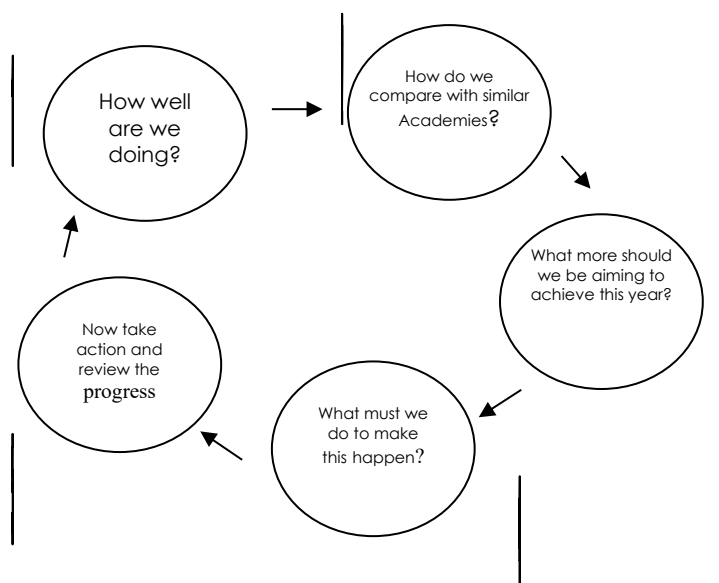 How well
are we
doing?
How do we
compare with similar
Academies?
What more should
we be aiming to
achieve this year?
What must we
do to make
this happen?
Now take
action and
review the
progress